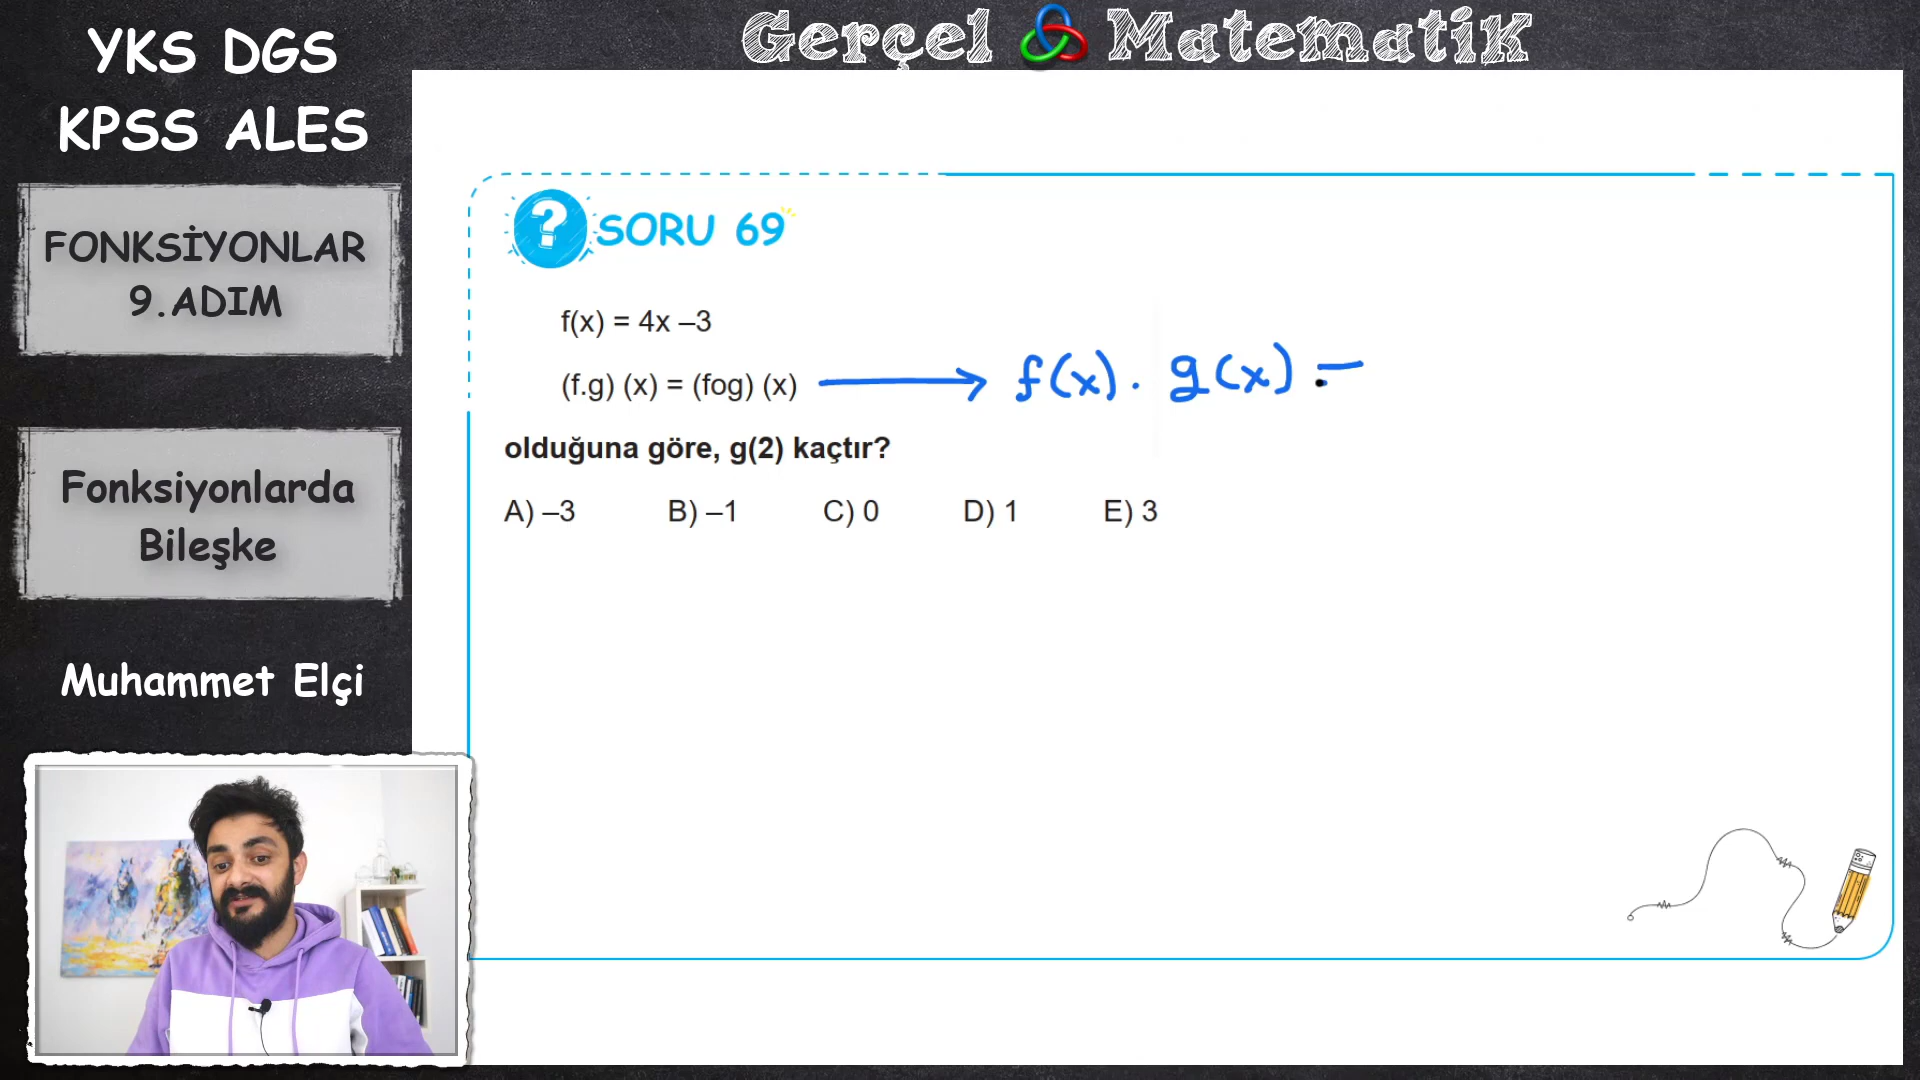 YKS DGS
KPSS ALES
FONKSİYONLAR
9.ADIM
Fonksiyonlarda
Bileşke
Muhammet Elçi
Gerçel Matematik
? SORU 69
f(x) = 4x –3
(f.g) (x) = (fog) (x) → f(x) . g(x) =
olduğuna göre, g(2) kaçtır?
A) –3 B) –1 C) 0 D) 1 E) 3